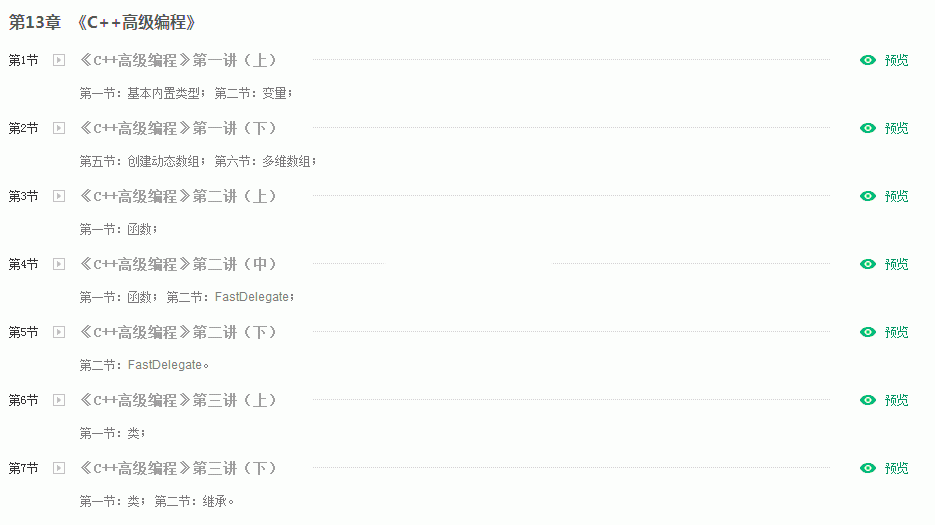 第13章 《C++高级编程》
第1节 《C++高级编程》第一讲（上） 预览
第一节：基本内置类型； 第二节：变量；
第2节 《C++高级编程》第一讲（下） 预览
第五节：创建动态数组； 第六节：多维数组；
第3节 《C++高级编程》第二讲（上） 预览
第一节：函数；
第4节 《C++高级编程》第二讲（中） 预览
第一节：函数； 第二节：FastDelegate；
第5节 《C++高级编程》第二讲（下） 预览
第二节：FastDelegate。
第6节 《C++高级编程》第三讲（上） 预览
第一节：类；
第7节 《C++高级编程》第三讲（下） 预览
第一节：类； 第二节：继承。